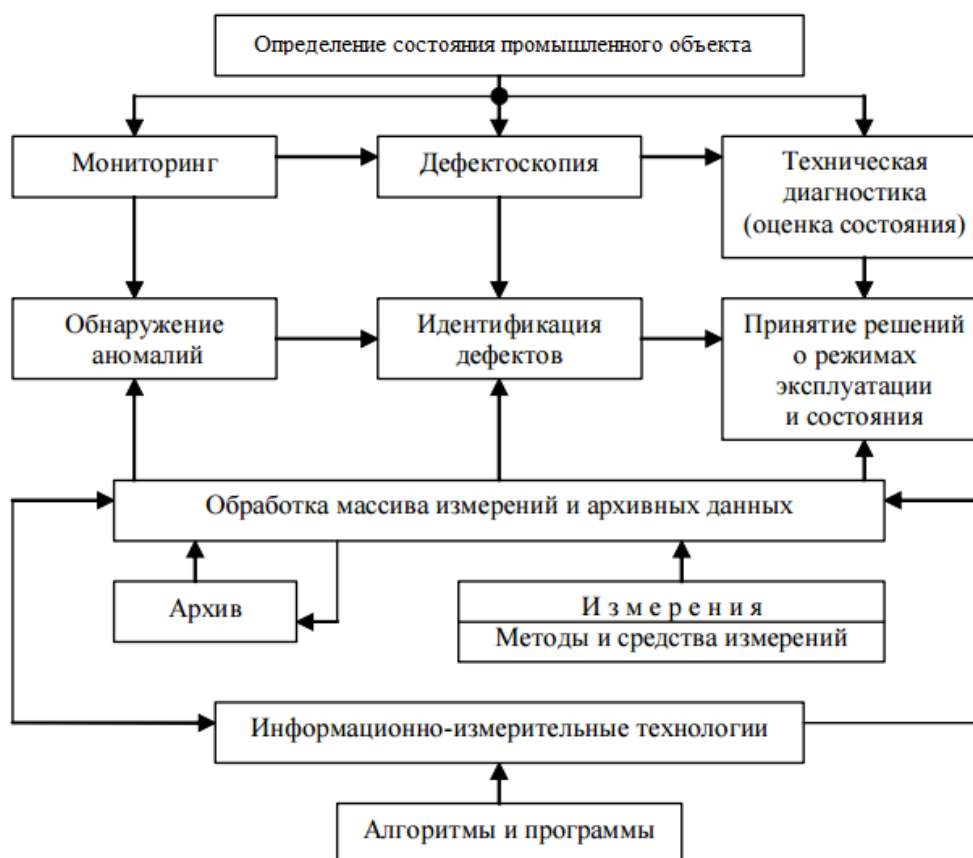 Определение состояния промышленного объекта
Мониторинг
Дефектоскопия
Техническая
диагностика
(оценка состояния)
Обнаружение
аномалий
Идентификация
дефектов
Принятие решений
о режимах
эксплуатации
и состояния
Обработка массива измерений и архивных данных
Архив
И з м е р е н и я
Методы и средства измерений
Информационно-измерительные технологии
Алгоритмы и программы